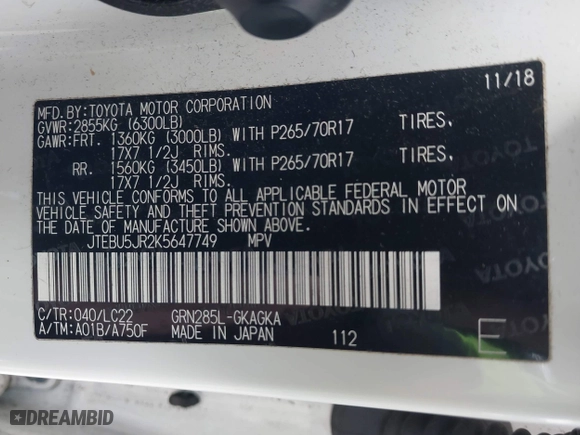 MFD.BY:TOYOTA MOTOR CORPORATION 11/18
GVWR:2855KG (6300LB)
GAWR:FRT. 1360KG (3000LB) WITH P265/70R17 TIRES,
17X7 1/2J RIMS.
RR. 1560KG (3450LB) WITH P265/70R17 TIRES,
17X7 1/2J RIMS.
THIS VEHICLE CONFORMS TO ALL APPLICABLE FEDERAL MOTOR
VEHICLE SAFETY AND THEFT PREVENTION STANDARDS IN EFFECT ON
THE DATE OF MANUFACTURE SHOWN ABOVE.
JTEBU5JR2K5647749 MPV
C/TR:040/LC22 GRN285L-GKAGKA
A/TM:A01B/A750F MADE IN JAPAN 112 E
TOYOTA
DREAMBID